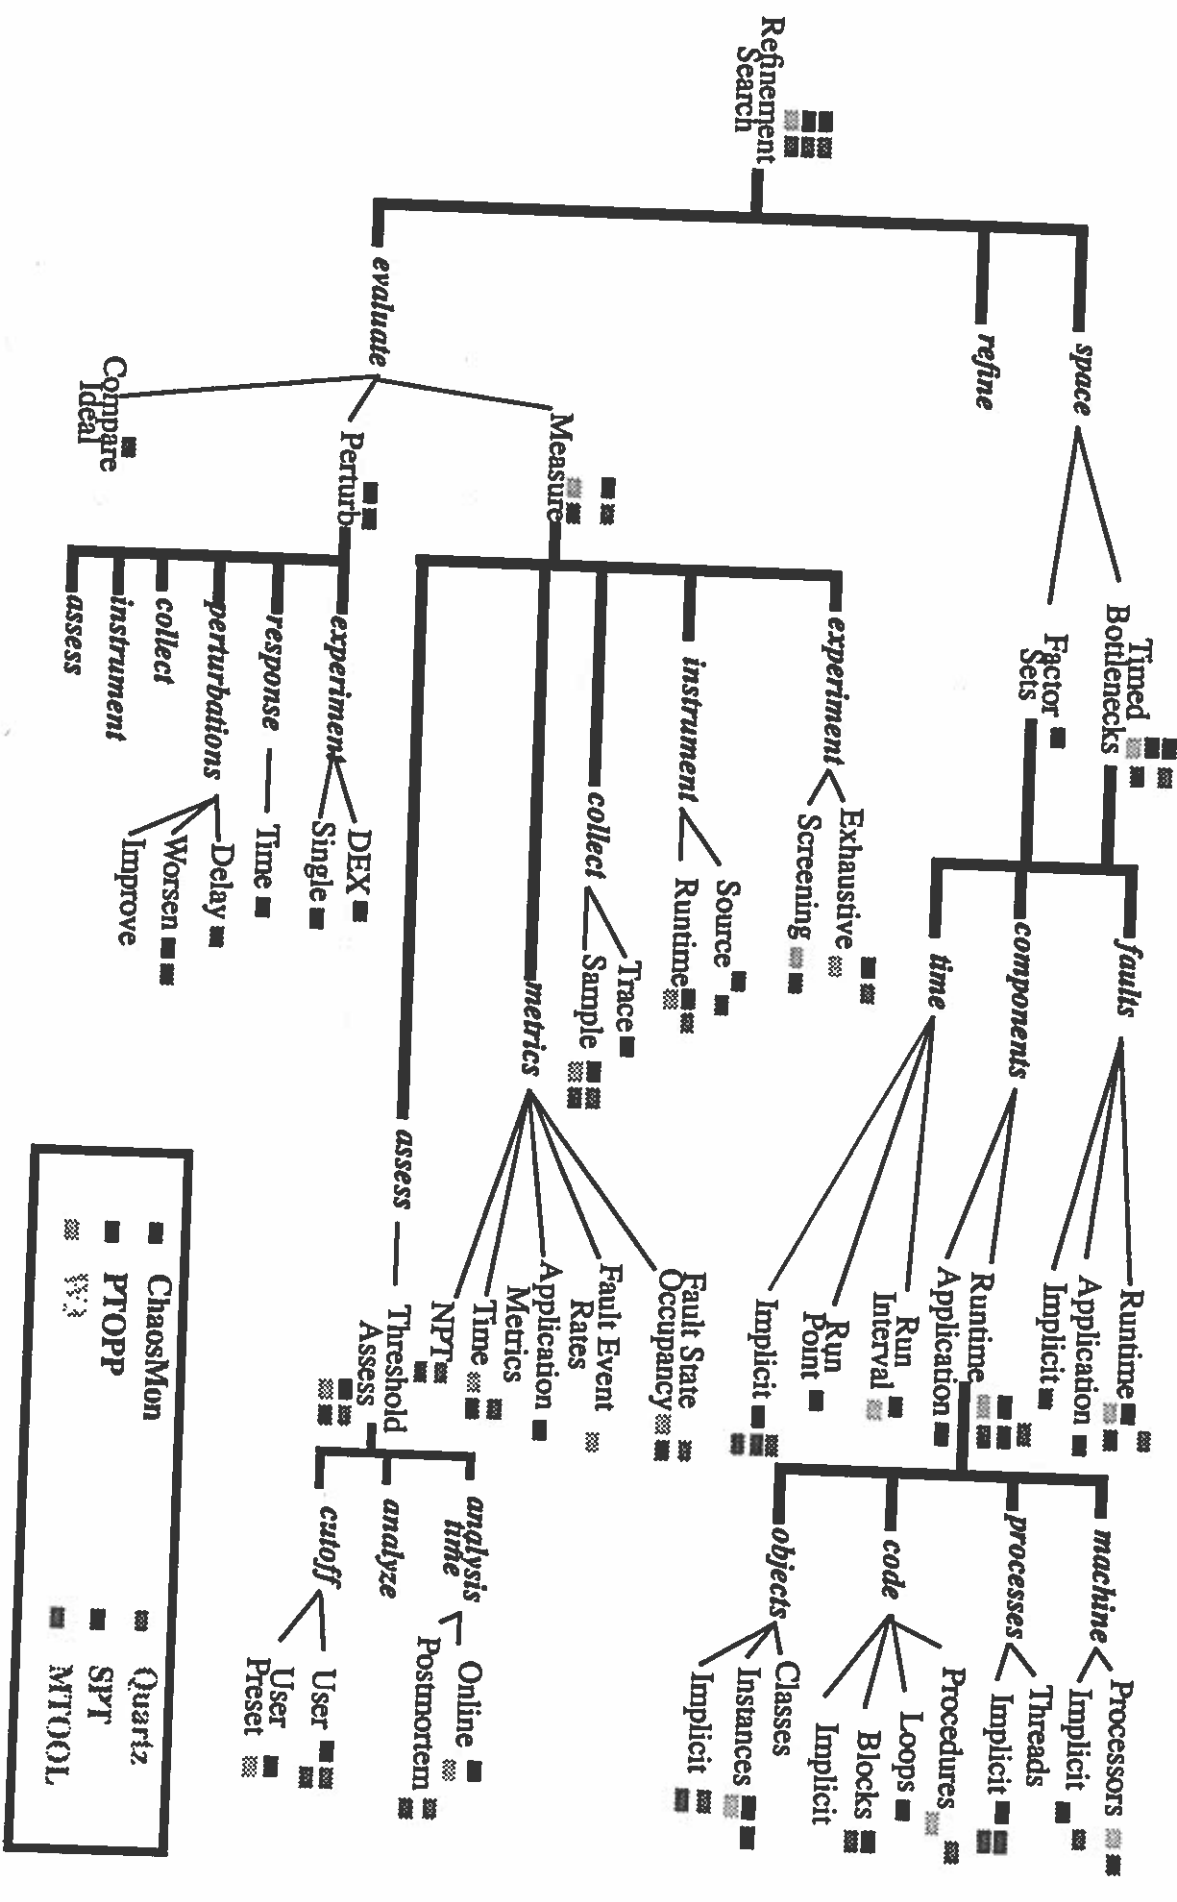 Refinement
Search
space
Timed
Bottlenecks
Factor
Sets
faults
Runtime
Application
Implicit
components
Runtime
Application
machine
Processors
Implicit
processes
Threads
Implicit
code
Procedures
Loops
Blocks
Implicit
objects
Classes
Instances
Implicit
time
Run
Interval
Run
Point
Implicit
refine
evaluate
Measure
experiment
Exhaustive
Screening
instrument
Source
Runtime
collect
Trace
Sample
metrics
Fault State
Occupancy
Fault Event
Rates
Application
Metrics
Time
NPT
assess
Threshold
Assess
analysis
time
Online
Postmortem
analyze
cutoff
User
User
Preset
Perturb
experiment
DEX
Single
response
Time
perturbations
Delay
Worsen
Improve
collect
instrument
assess
Compare
Ideal
ChaosMon
Quartz
PTOPP
SPT
MTOOL